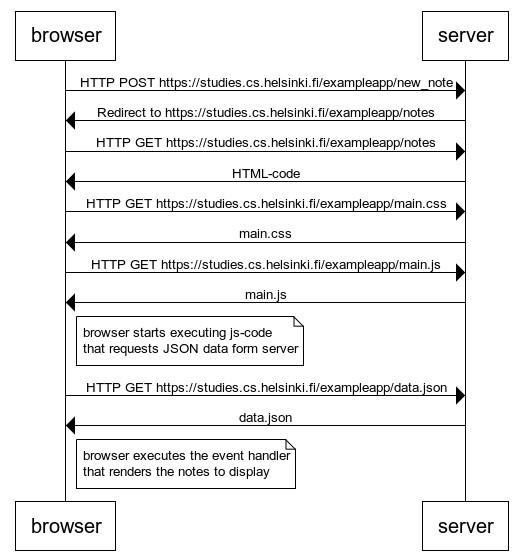 browser server
HTTP POST https://studies.cs.helsinki.fi/exampleapp/new_note
Redirect to https://studies.cs.helsinki.fi/exampleapp/notes
HTTP GET https://studies.cs.helsinki.fi/exampleapp/notes
HTML-code
HTTP GET https://studies.cs.helsinki.fi/exampleapp/main.css
main.css
HTTP GET https://studies.cs.helsinki.fi/exampleapp/main.js
main.js
browser starts executing js-code
that requests JSON data form server
HTTP GET https://studies.cs.helsinki.fi/exampleapp/data.json
data.json
browser executes the event handler
that renders the notes to display
browser server